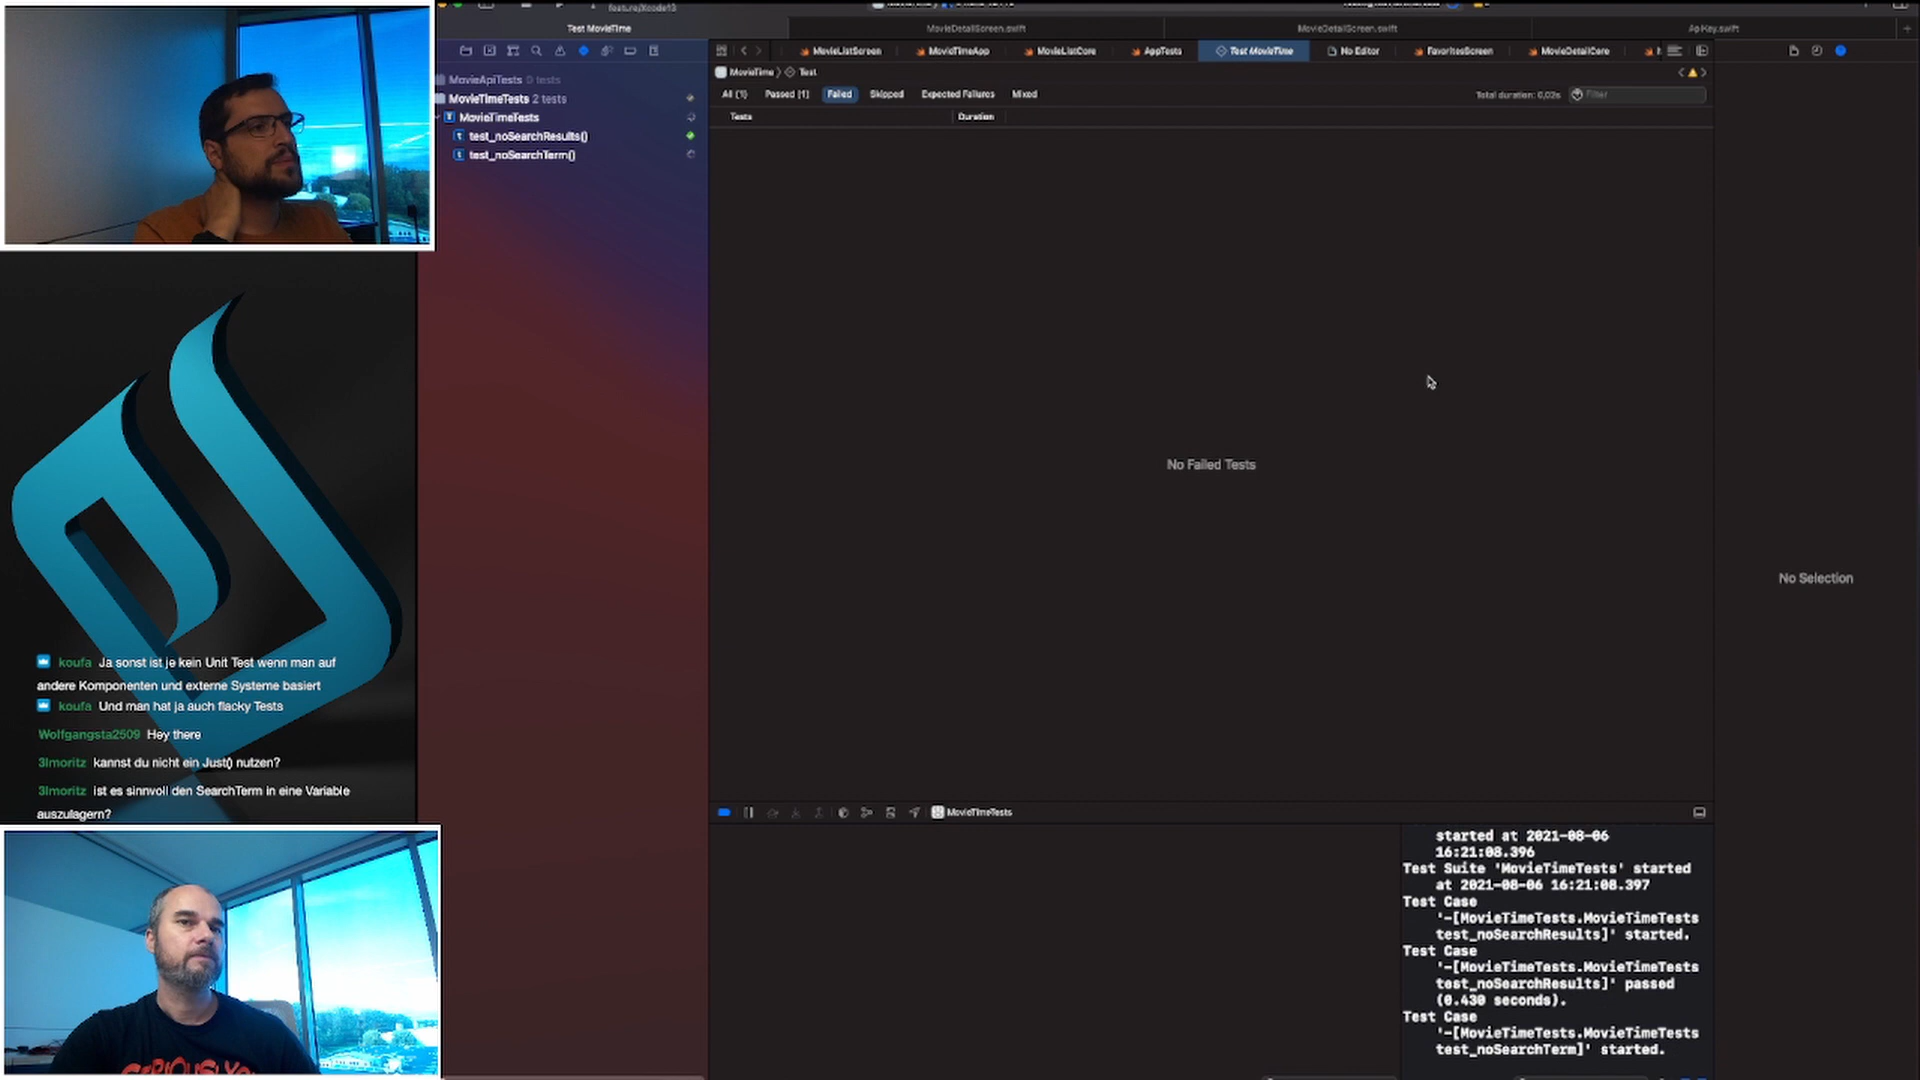 feature/Xcode13
Test MovieTime
MovieDetailScreen.swift
MovieDetailScreen.swift
ApiKey.swift
MovieListScreen
MovieTimeApp
MovieListCore
AppTests
Test MovieTime
No Editor
FavoritesScreen
MovieDetailCore
MovieTime
Test
All (1)
Passed (1)
Failed
Skipped
Expected Failures
Mixed
Total duration: 0,02s
Filter
Tests
Duration
MovieApiTests 0 tests
MovieTimeTests 2 tests
MovieTimeTests
test_noSearchResults()
test_noSearchTerm()
No Failed Tests
No Selection
koufa Ja sonst ist je kein Unit Test wenn man auf
andere Komponenten und externe Systeme basiert
koufa Und man hat ja auch flacky Tests
Wolfgangsta2509 Hey there
3lmoritz kannst du nicht ein Just() nutzen?
3lmoritz ist es sinnvoll den SearchTerm in eine Variable
auszulagern?
MovieTimeTests
started at 2021-08-06
16:21:08.396
Test Suite 'MovieTimeTests' started
at 2021-08-06 16:21:08.397
Test Case
'-[MovieTimeTests.MovieTimeTests
test_noSearchResults]' started.
Test Case
'-[MovieTimeTests.MovieTimeTests
test_noSearchResults]' passed
(0.430 seconds).
Test Case
'-[MovieTimeTests.MovieTimeTests
test_noSearchTerm]' started.